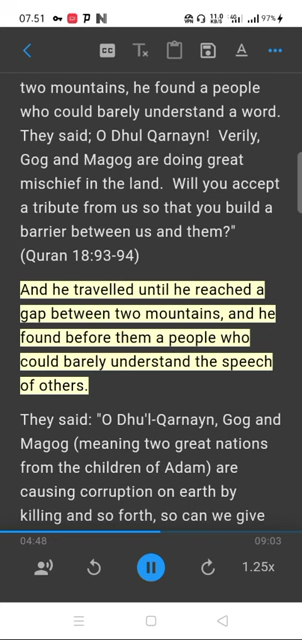 07.51
11.0
KB/s
4G
97%
CC
two mountains, he found a people
who could barely understand a word.
They said; O Dhul Qarnayn!  Verily,
Gog and Magog are doing great
mischief in the land.  Will you accept
a tribute from us so that you build a
barrier between us and them?"
(Quran 18:93-94)
And he travelled until he reached a
gap between two mountains, and he
found before them a people who
could barely understand the speech
of others.
They said: "O Dhu'l-Qarnayn, Gog and
Magog (meaning two great nations
from the children of Adam) are
causing corruption on earth by
killing and so forth, so can we give
04:48
09:03
1.25x